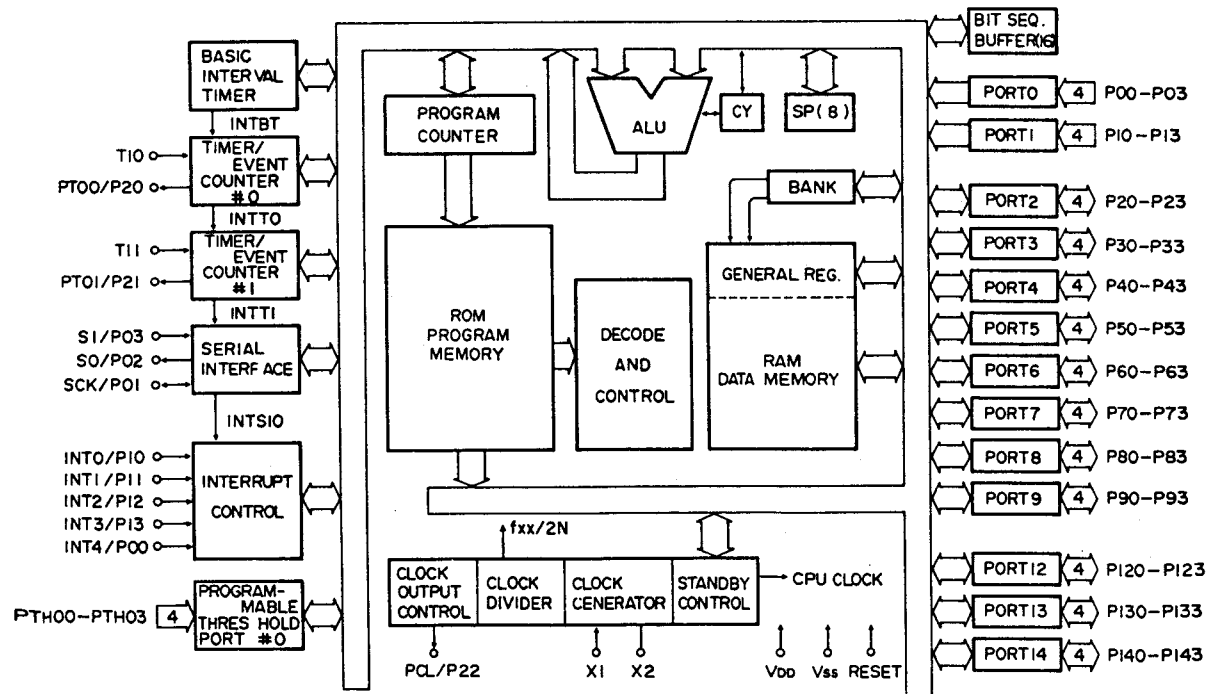 BASIC
INTERVAL
TIMER
INTBT
TI0
PTO0/P20
TIMER/
EVENT
COUNTER
#0
INTT0
TI1
PTO1/P21
TIMER/
EVENT
COUNTER
#1
INTT1
SI/P03
SO/P02
SCK/P01
SERIAL
INTERFACE
INTSIO
INT0/P10
INT1/P11
INT2/P12
INT3/P13
INT4/P00
INTERRUPT
CONTROL
PTH00-PTH03
4
PROGRAM-
MABLE
THRES HOLD
PORT #0
PROGRAM
COUNTER
ALU
CY
SP(8)
BANK
ROM
PROGRAM
MEMORY
DECODE
AND
CONTROL
GENERAL REG.
RAM
DATA MEMORY
fxx/2N
CLOCK
OUTPUT
CONTROL
CLOCK
DIVIDER
CLOCK
CENERATOR
STANDBY
CONTROL
CPU CLOCK
PCL/P22
X1
X2
VDD
VSS
RESET
BIT SEQ.
BUFFER(16)
PORT0 4 P00-P03
PORT1 4 P10-P13
PORT2 4 P20-P23
PORT3 4 P30-P33
PORT4 4 P40-P43
PORT5 4 P50-P53
PORT6 4 P60-P63
PORT7 4 P70-P73
PORT8 4 P80-P83
PORT9 4 P90-P93
PORT12 4 P120-P123
PORT13 4 P130-P133
PORT14 4 P140-P143